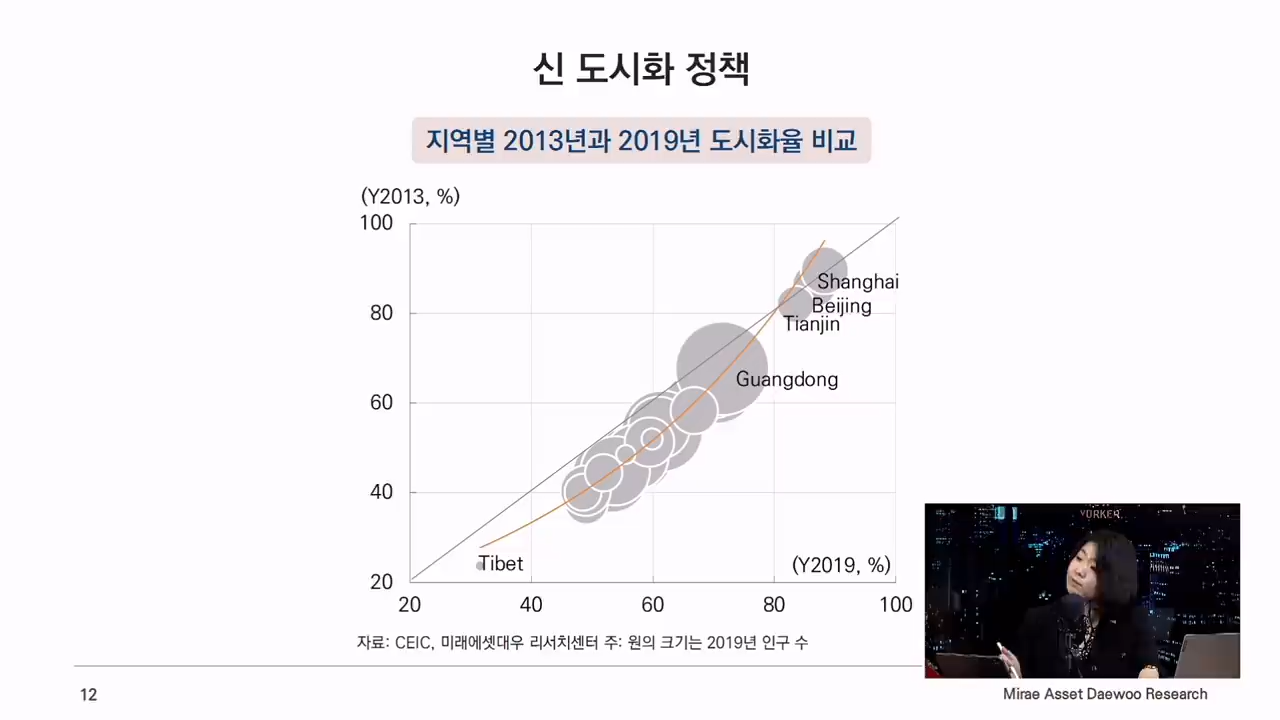 신 도시화 정책
지역별 2013년과 2019년 도시화율 비교
(Y2013, %)
100
80
60
40
20
Shanghai
Beijing
Tianjin
Guangdong
Tibet
(Y2019, %)
20 40 60 80 100
자료: CEIC, 미래에셋대우 리서치센터 주: 원의 크기는 2019년 인구 수
YORKER
12
Mirae Asset Daewoo Research